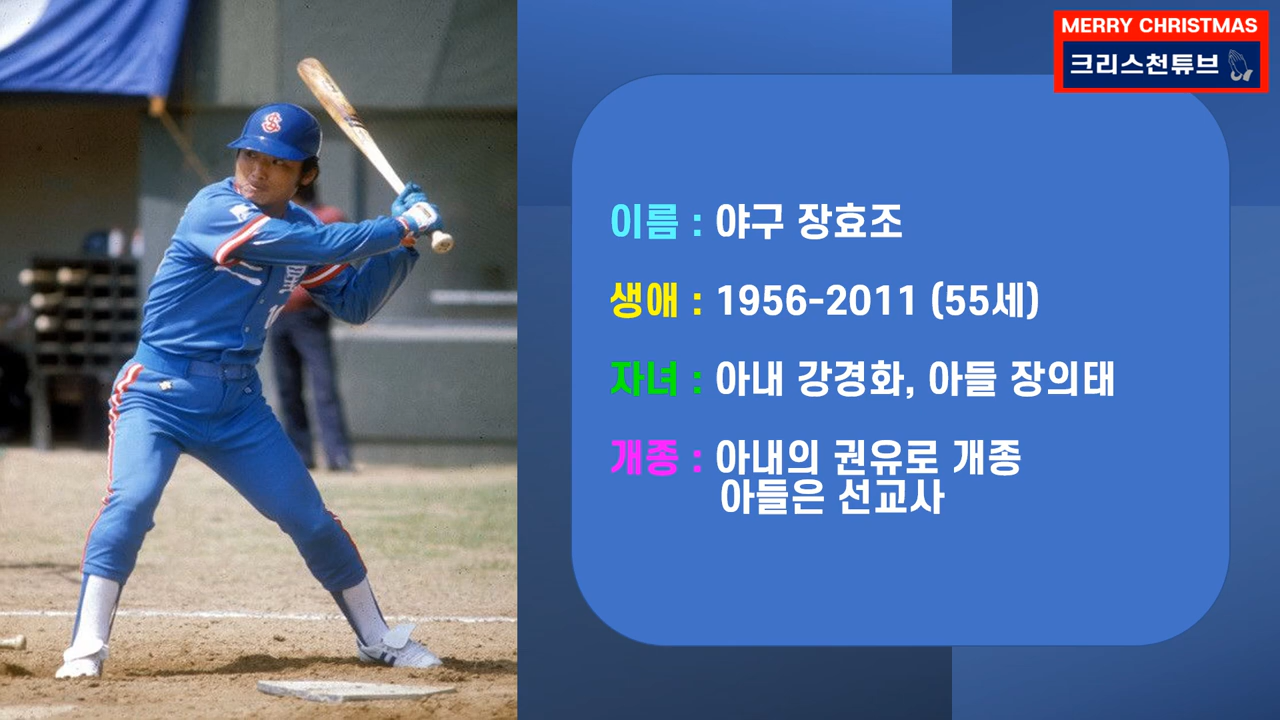 MERRY CHRISTMAS
크리스천튜브
이름 : 야구 장효조
생애 : 1956-2011 (55세)
자녀 : 아내 강경화, 아들 장의태
개종 : 아내의 권유로 개종
아들은 선교사